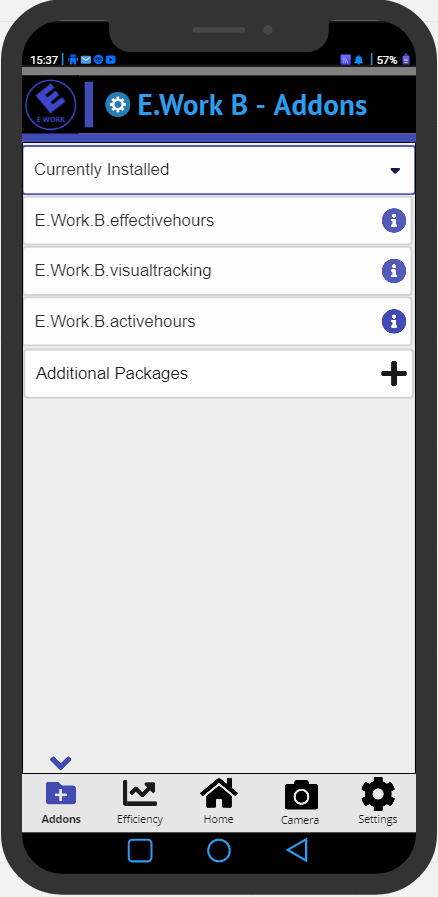 15:37
57%
E WORK
E.Work B - Addons
Currently Installed
E.Work.B.effectivehours
E.Work.B.visualtracking
E.Work.B.activehours
Additional Packages
Addons
Efficiency
Home
Camera
Settings